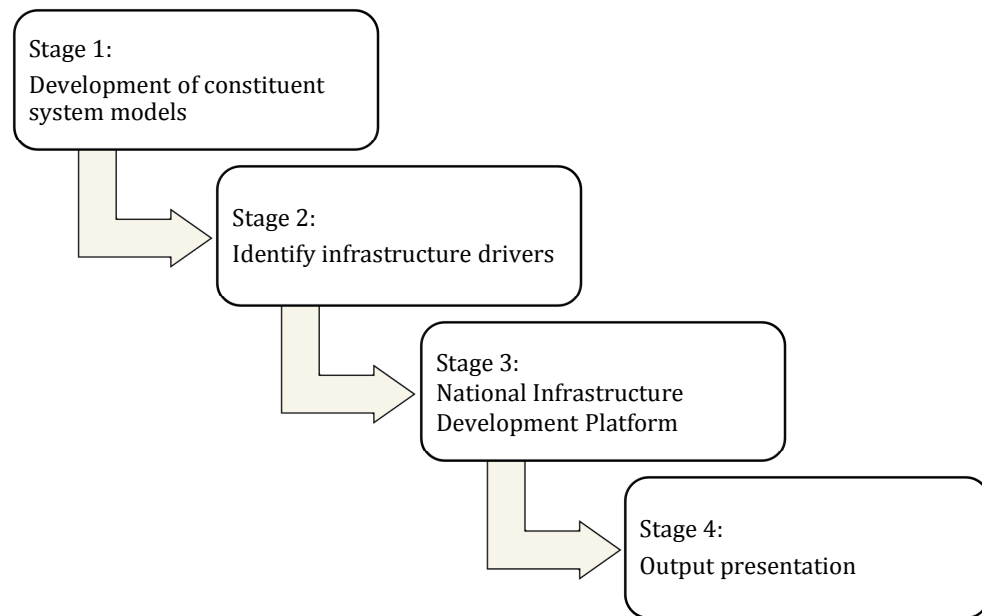 Stage 1:
Development of constituent
system models
Stage 2:
Identify infrastructure drivers
Stage 3:
National Infrastructure
Development Platform
Stage 4:
Output presentation